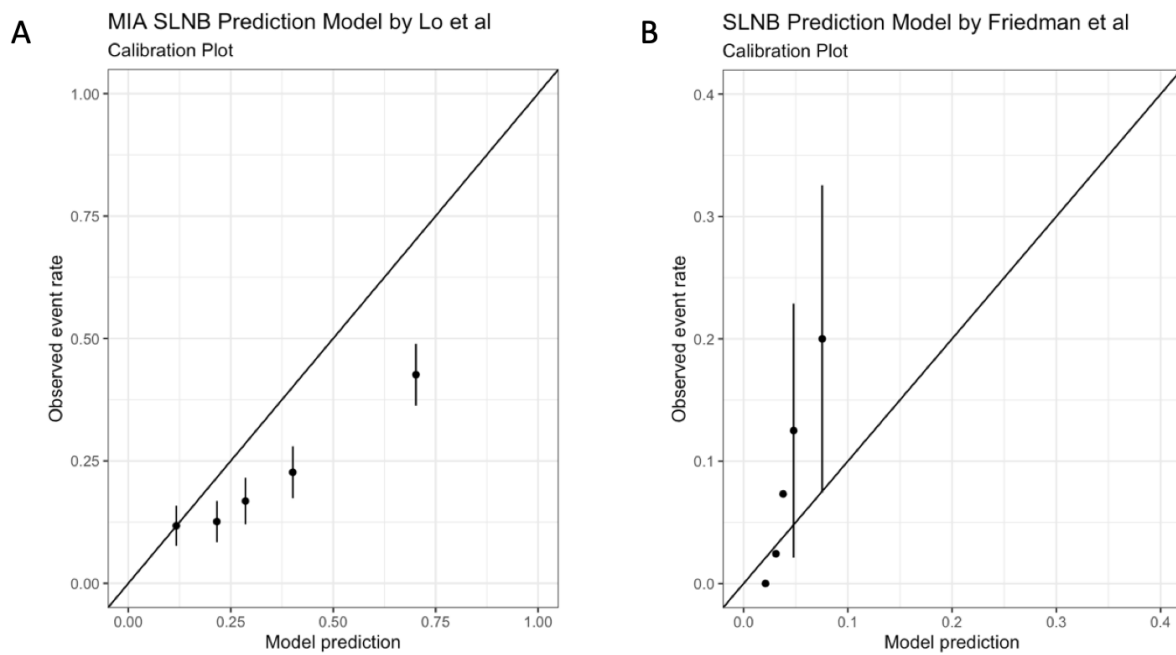 A
MIA SLNB Prediction Model by Lo et al
Calibration Plot
1.00
0.75
0.50
0.25
0.00
Observed event rate
0.00 0.25 0.50 0.75 1.00
Model prediction
B
SLNB Prediction Model by Friedman et al
Calibration Plot
0.4
0.3
0.2
0.1
0.0
Observed event rate
0.0 0.1 0.2 0.3 0.4
Model prediction